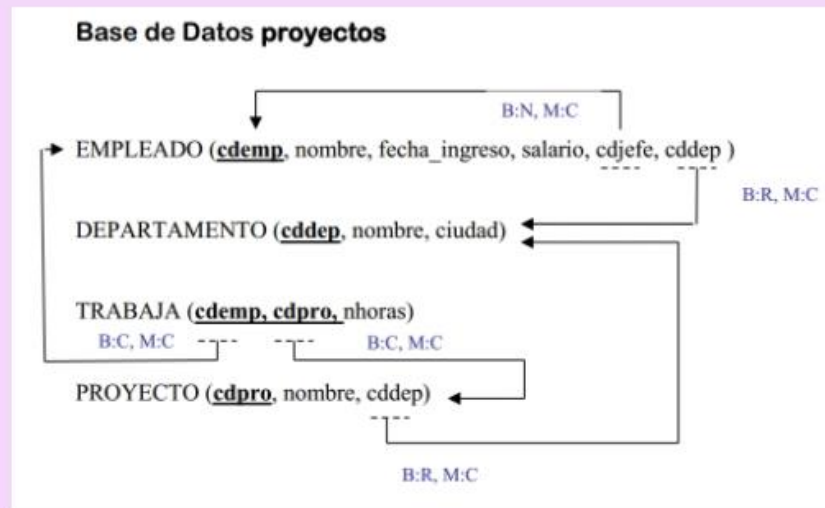 Base de Datos proyectos
B:N, M:C
EMPLEADO (cdemp, nombre, fecha_ingreso, salario, cdjefe, cddep )
B:R, M:C
DEPARTAMENTO (cddep, nombre, ciudad)
TRABAJA (cdemp, cdpro, nhoras)
B:C, M:C
B:C, M:C
PROYECTO (cdpro, nombre, cddep)
B:R, M:C